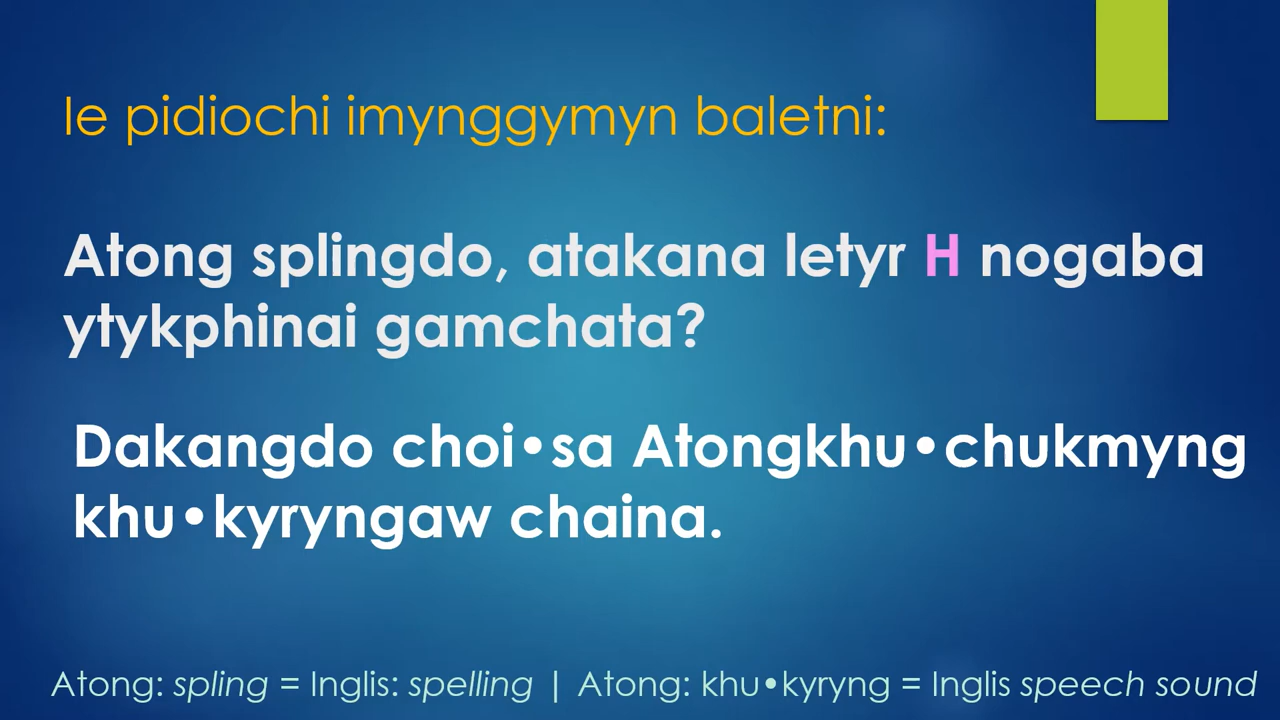 Ie pidiochi imynggymyn baletni:
Atong splingdo, atakana letyr H nogaba
ytykphinai gamchata?
Dakangdo choi•sa Atongkhu•chukmyng
khu•kyryngaw chaina.
Atong: spling = Inglis: spelling | Atong: khu•kyryng = Inglis speech sound